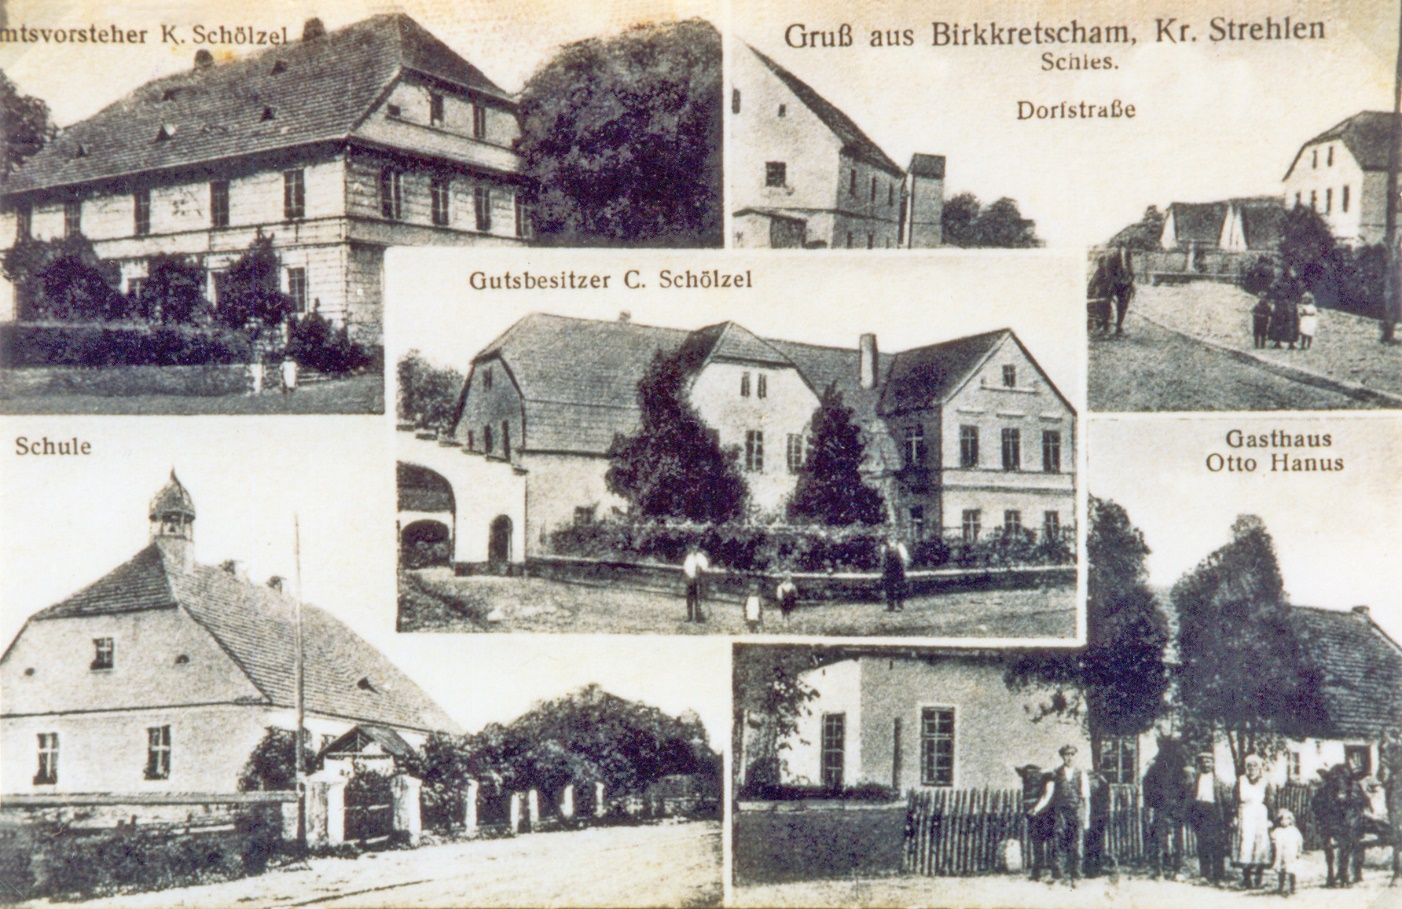 mtsvorsteher K. Schölzel
Gruß aus Birkkretscham, Kr. Strehlen
Schles.
Dorfstraße
Gutsbesitzer C. Schölzel
Schule
Gasthaus
Otto Hanus